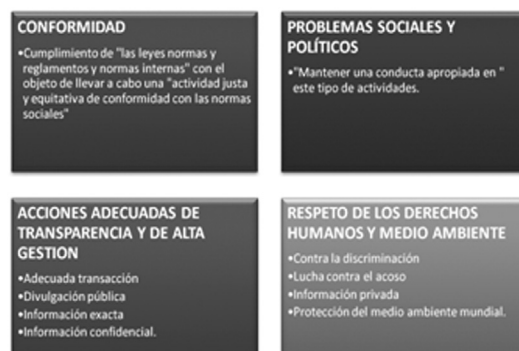 CONFORMIDAD
•Cumplimiento de "las leyes normas y
reglamentos y normas internas" con el
objeto de llevar a cabo una "actividad justa
y equitativa de conformidad con las normas
sociales"
PROBLEMAS SOCIALES Y
POLÍTICOS
•"Mantener una conducta apropiada en "
este tipo de actividades.
ACCIONES ADECUADAS DE
TRANSPARENCIA Y DE ALTA
GESTION
•Adecuada transacción
•Divulgación pública
•Información exacta
•Información confidencial.
RESPETO DE LOS DERECHOS
HUMANOS Y MEDIO AMBIENTE
•Contra la discriminación
•Lucha contra el acoso
•Información privada
•Protección del medio ambiente mundial.